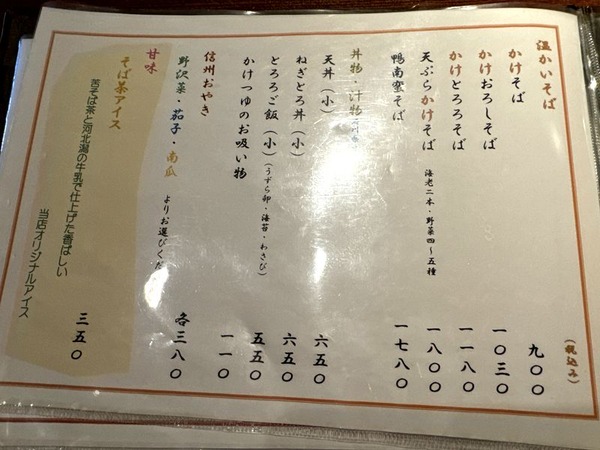 温かいそば
(税込み)
かけそば 九〇〇
かけおろしそば 一〇三〇
かけとろろそば 一一八〇
天ぷらかけそば 海老二本・野菜四～五種 一八〇〇
鴨南蛮そば 一七八〇
丼物・汁物
天丼（小） 六五〇
ねぎとろ丼（小） 六五〇
とろろご飯（小）（うずら卵・海苔・わさび） 五五〇
かけつゆのお吸い物 一一〇
信州おやき
野沢菜・茄子・南瓜 よりお選びくだ 各三八〇
甘味
そば茶アイス 三五〇
苦そば茶と河北潟の牛乳で仕上げた香ばしい
当店オリジナルアイス